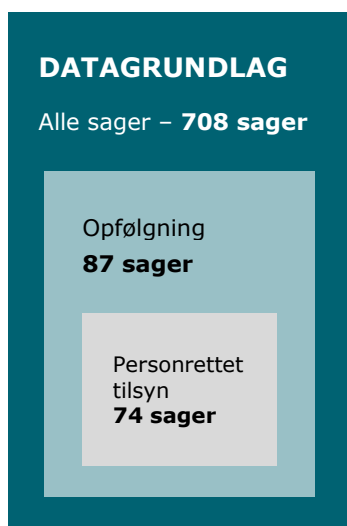 DATAGRUNDLAG
Alle sager – 708 sager
Opfølgning
87 sager
Personrettet
tilsyn
74 sager